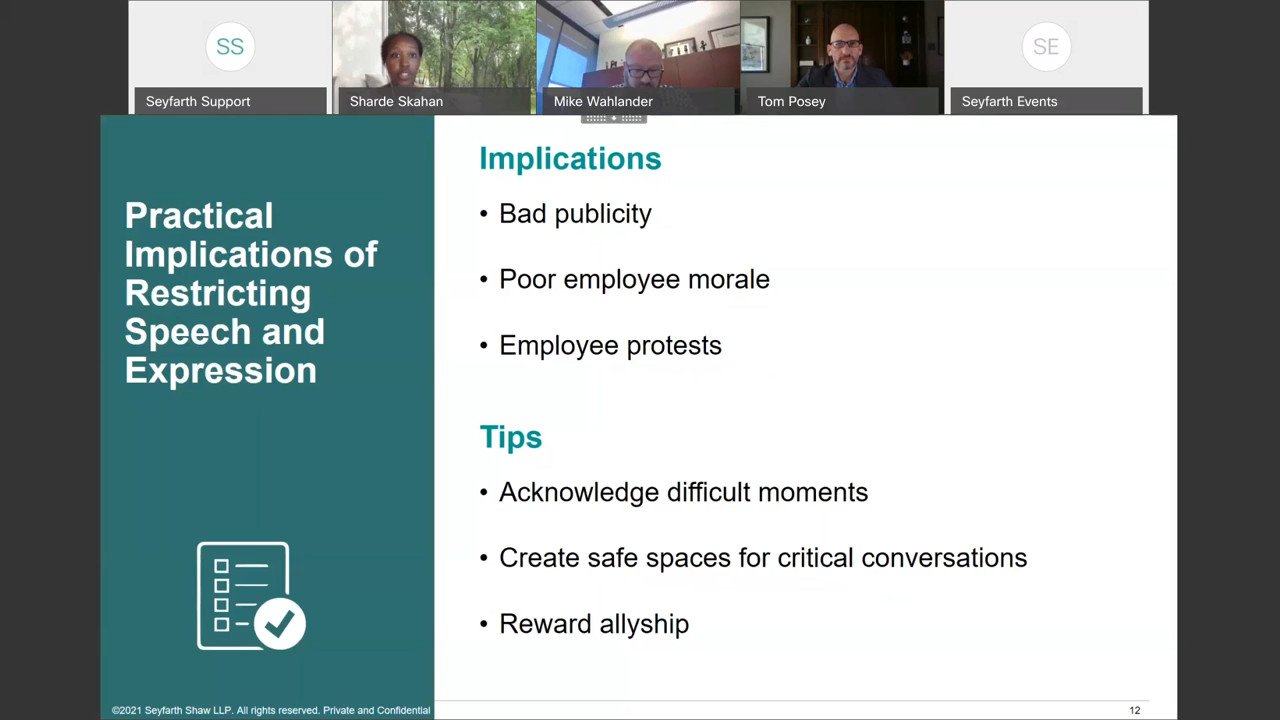 SS
SE
Seyfarth Support
Sharde Skahan
Mike Wahlander
Tom Posey
Seyfarth Events
Practical
Implications of
Restricting
Speech and
Expression
Implications
• Bad publicity
• Poor employee morale
• Employee protests
Tips
• Acknowledge difficult moments
• Create safe spaces for critical conversations
• Reward allyship
©2021 Seyfarth Shaw LLP. All rights reserved. Private and Confidential
12